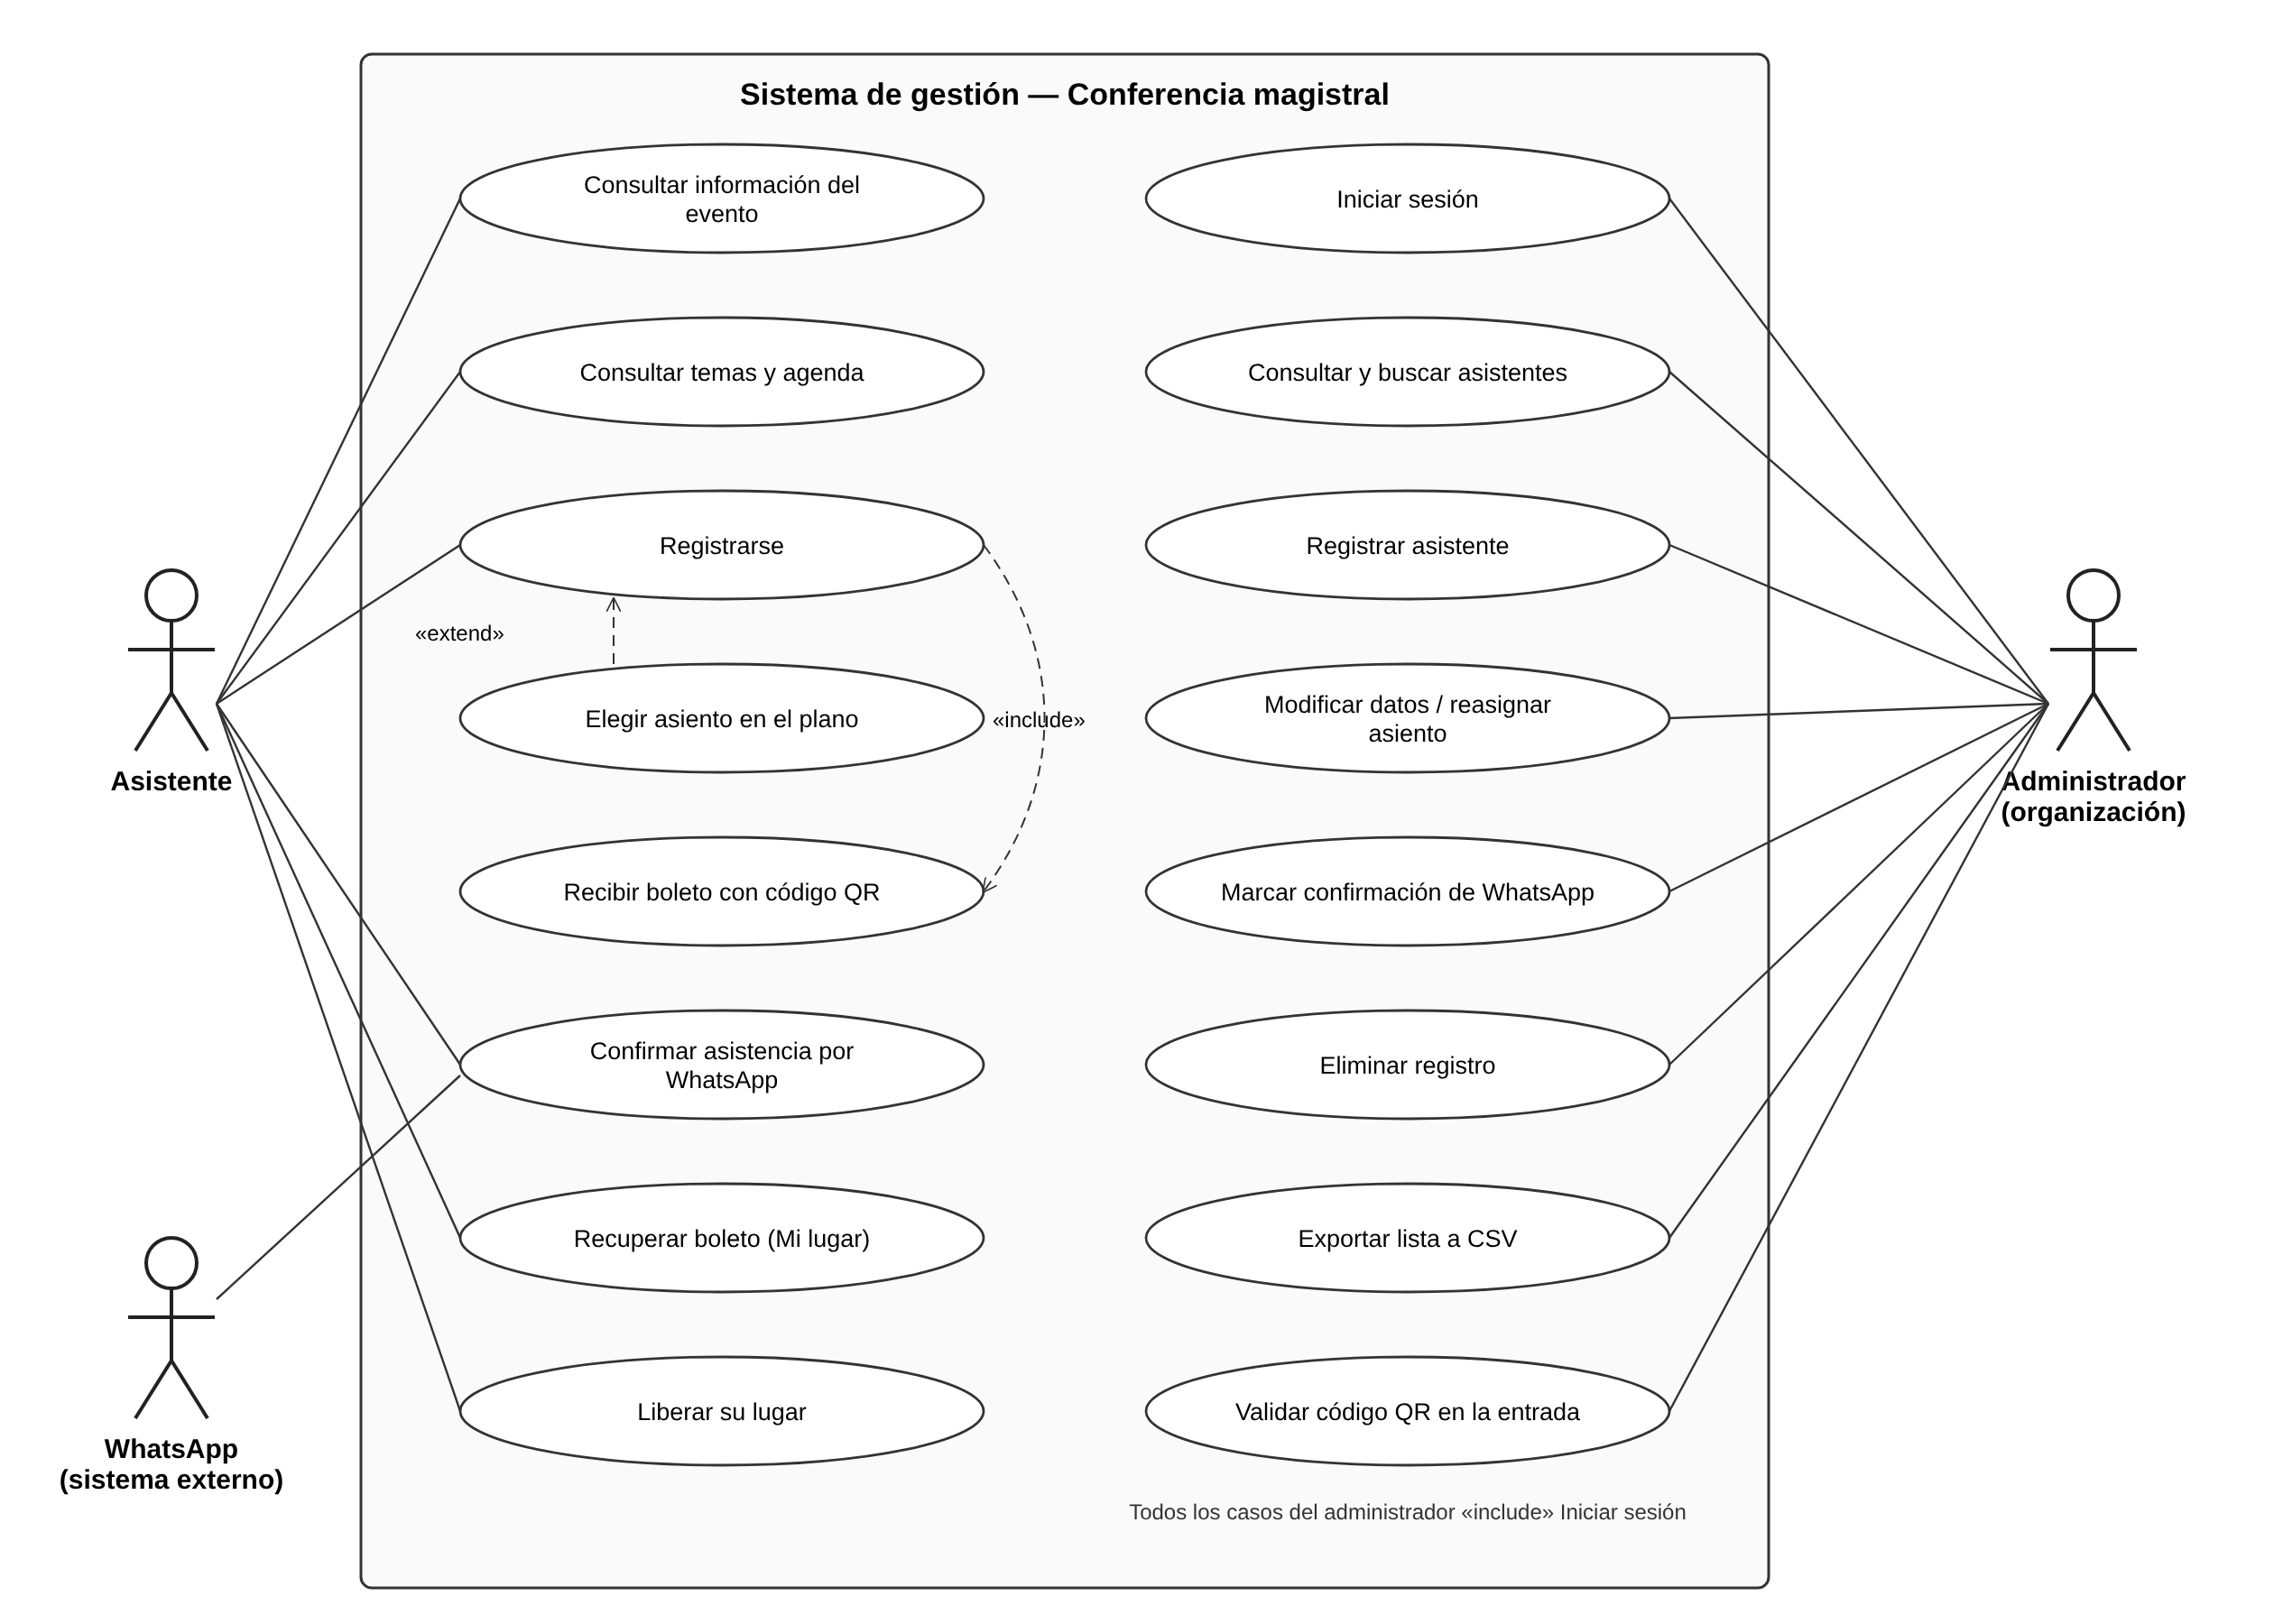 Sistema de gestión — Conferencia magistral
Consultar información del
evento
Iniciar sesión
Consultar temas y agenda
Consultar y buscar asistentes
Registrarse
Registrar asistente
«extend»
Elegir asiento en el plano
«include»
Modificar datos / reasignar
asiento
Asistente
Administrador
(organización)
Recibir boleto con código QR
Marcar confirmación de WhatsApp
Confirmar asistencia por
WhatsApp
Eliminar registro
Recuperar boleto (Mi lugar)
Exportar lista a CSV
Liberar su lugar
Validar código QR en la entrada
WhatsApp
(sistema externo)
Todos los casos del administrador «include» Iniciar sesión